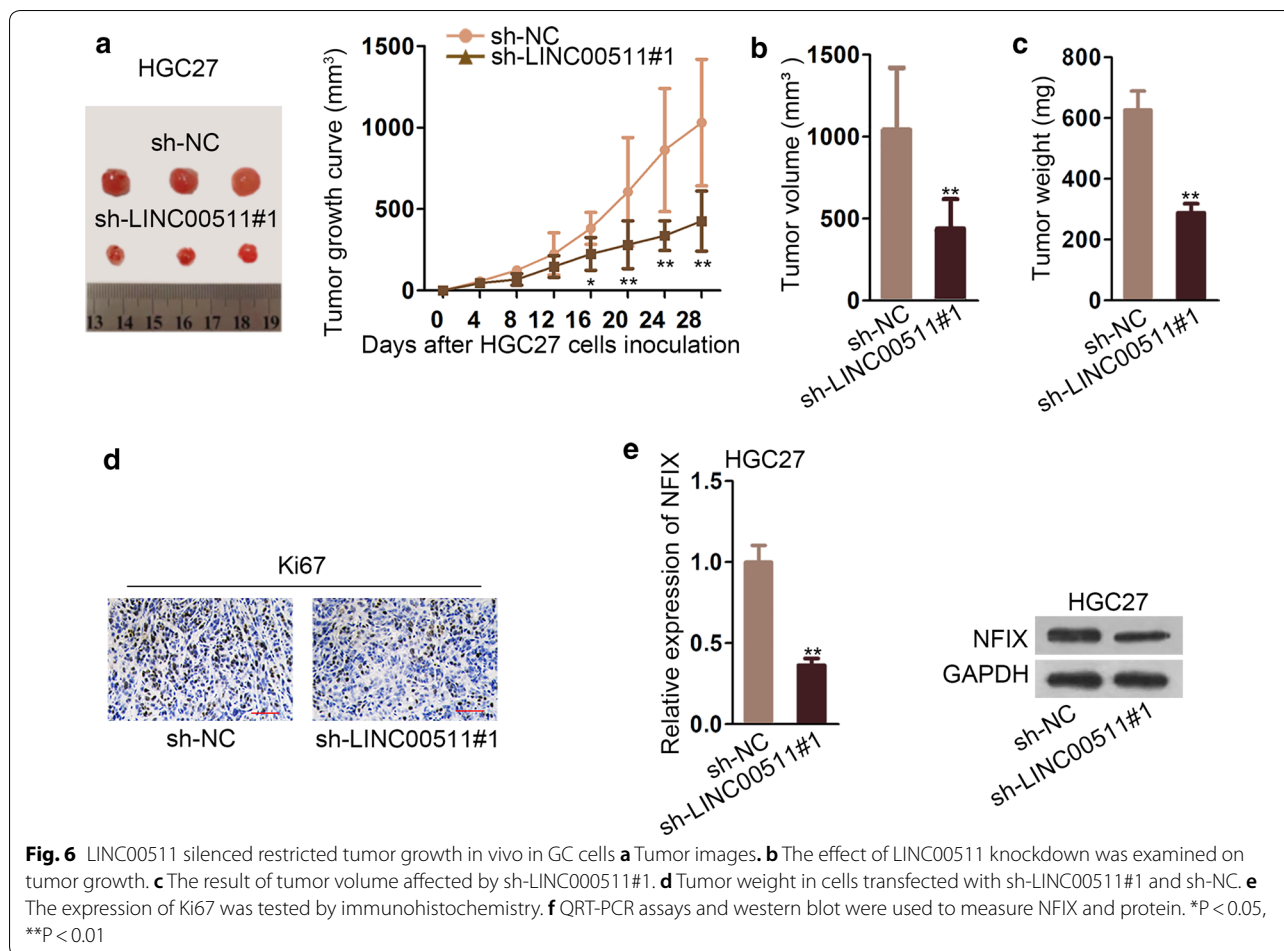 a
HGC27
sh-NC
sh-LINC00511#1
13 14 15 16 17 18 19
Tumor growth curve (mm³)
1500
1000
500
0
sh-NC
sh-LINC00511#1
* ** ** **
0 4 8 12 16 20 24 28
Days after HGC27 cells inoculation
b
Tumor volume (mm³)
1500
1000
500
0
**
sh-NC
sh-LINC00511#1
c
Tumor weight (mg)
800
600
400
200
0
**
sh-NC
sh-LINC00511#1
d
Ki67
sh-NC sh-LINC00511#1
e
HGC27
Relative expression of NFIX
1.5
1.0
0.5
0.0
**
sh-NC
sh-LINC00511#1
HGC27
NFIX
GAPDH
sh-NC
sh-LINC00511#1
Fig. 6 LINC00511 silenced restricted tumor growth in vivo in GC cells a Tumor images. b The effect of LINC00511 knockdown was examined on
tumor growth. c The result of tumor volume affected by sh-LINC000511#1. d Tumor weight in cells transfected with sh-LINC00511#1 and sh-NC. e
The expression of Ki67 was tested by immunohistochemistry. f QRT-PCR assays and western blot were used to measure NFIX and protein. *P < 0.05,
**P < 0.01